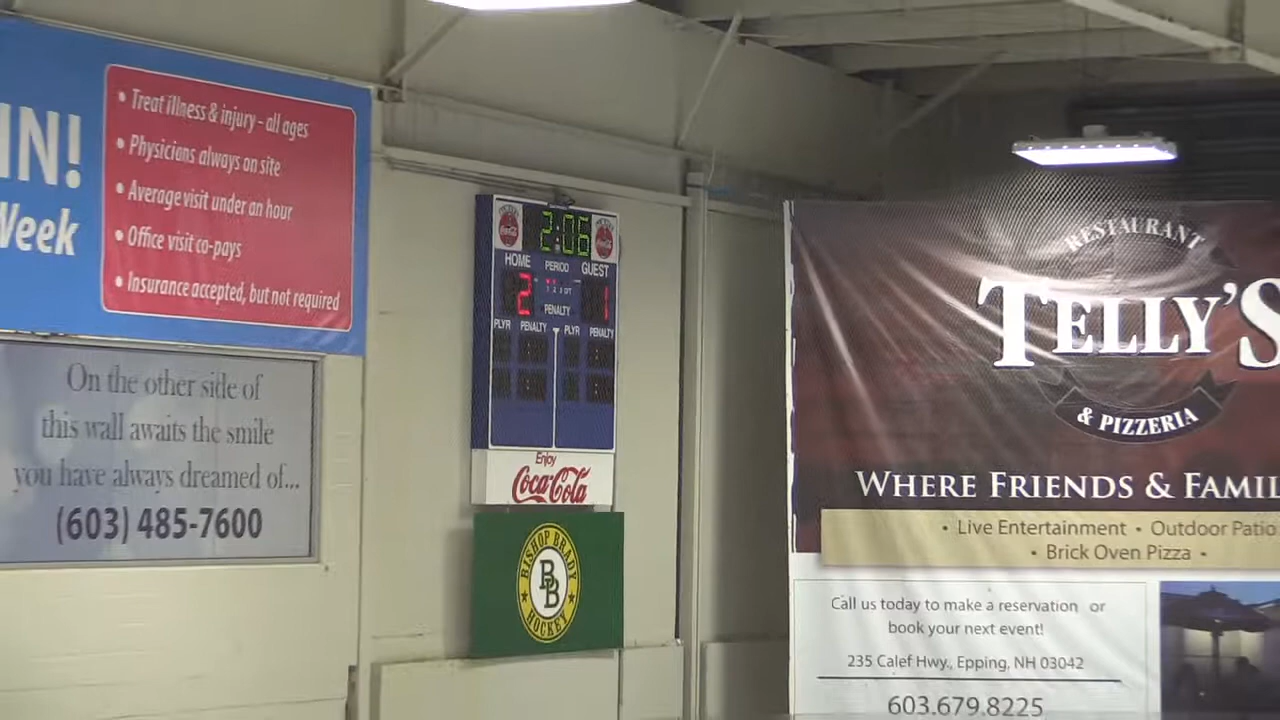 IN!
Week
• Treat illness & injury - all ages
• Physicians always on site
• Average visit under an hour
• Office visit co-pays
• Insurance accepted, but not required
On the other side of
this wall awaits the smile
you have always dreamed of...
(603) 485-7600
2:06
HOME PERIOD GUEST
2 1
PENALTY
PLYR PENALTY PLYR PENALTY
Enjoy
Coca-Cola
BISHOP BRADY
BB
HOCKEY
RESTAURANT
TELLY'S
& PIZZERIA
WHERE FRIENDS & FAMIL
• Live Entertainment • Outdoor Patio
• Brick Oven Pizza •
Call us today to make a reservation or
book your next event!
235 Calef Hwy., Epping, NH 03042
603.679.8225